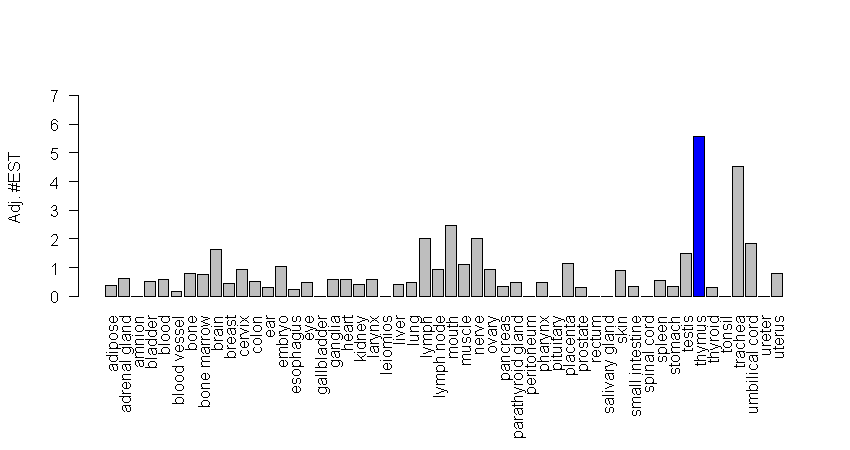 7
6
5
4
3
2
1
0
Adj. #EST
adipose
adrenal gland
amnion
bladder
blood
blood vessel
bone
bone marrow
brain
breast
cervix
colon
ear
embryo
esophagus
eye
gallbladder
ganglia
heart
kidney
larynx
leiomios
liver
lung
lymph
lymph node
mouth
muscle
nerve
ovary
pancreas
parathyroid gland
peritoneum
pharynx
pituitary
placenta
prostate
rectum
salivary gland
skin
small intestine
spinal cord
spleen
stomach
testis
thymus
thyroid
tonsil
trachea
umbilical cord
ureter
uterus